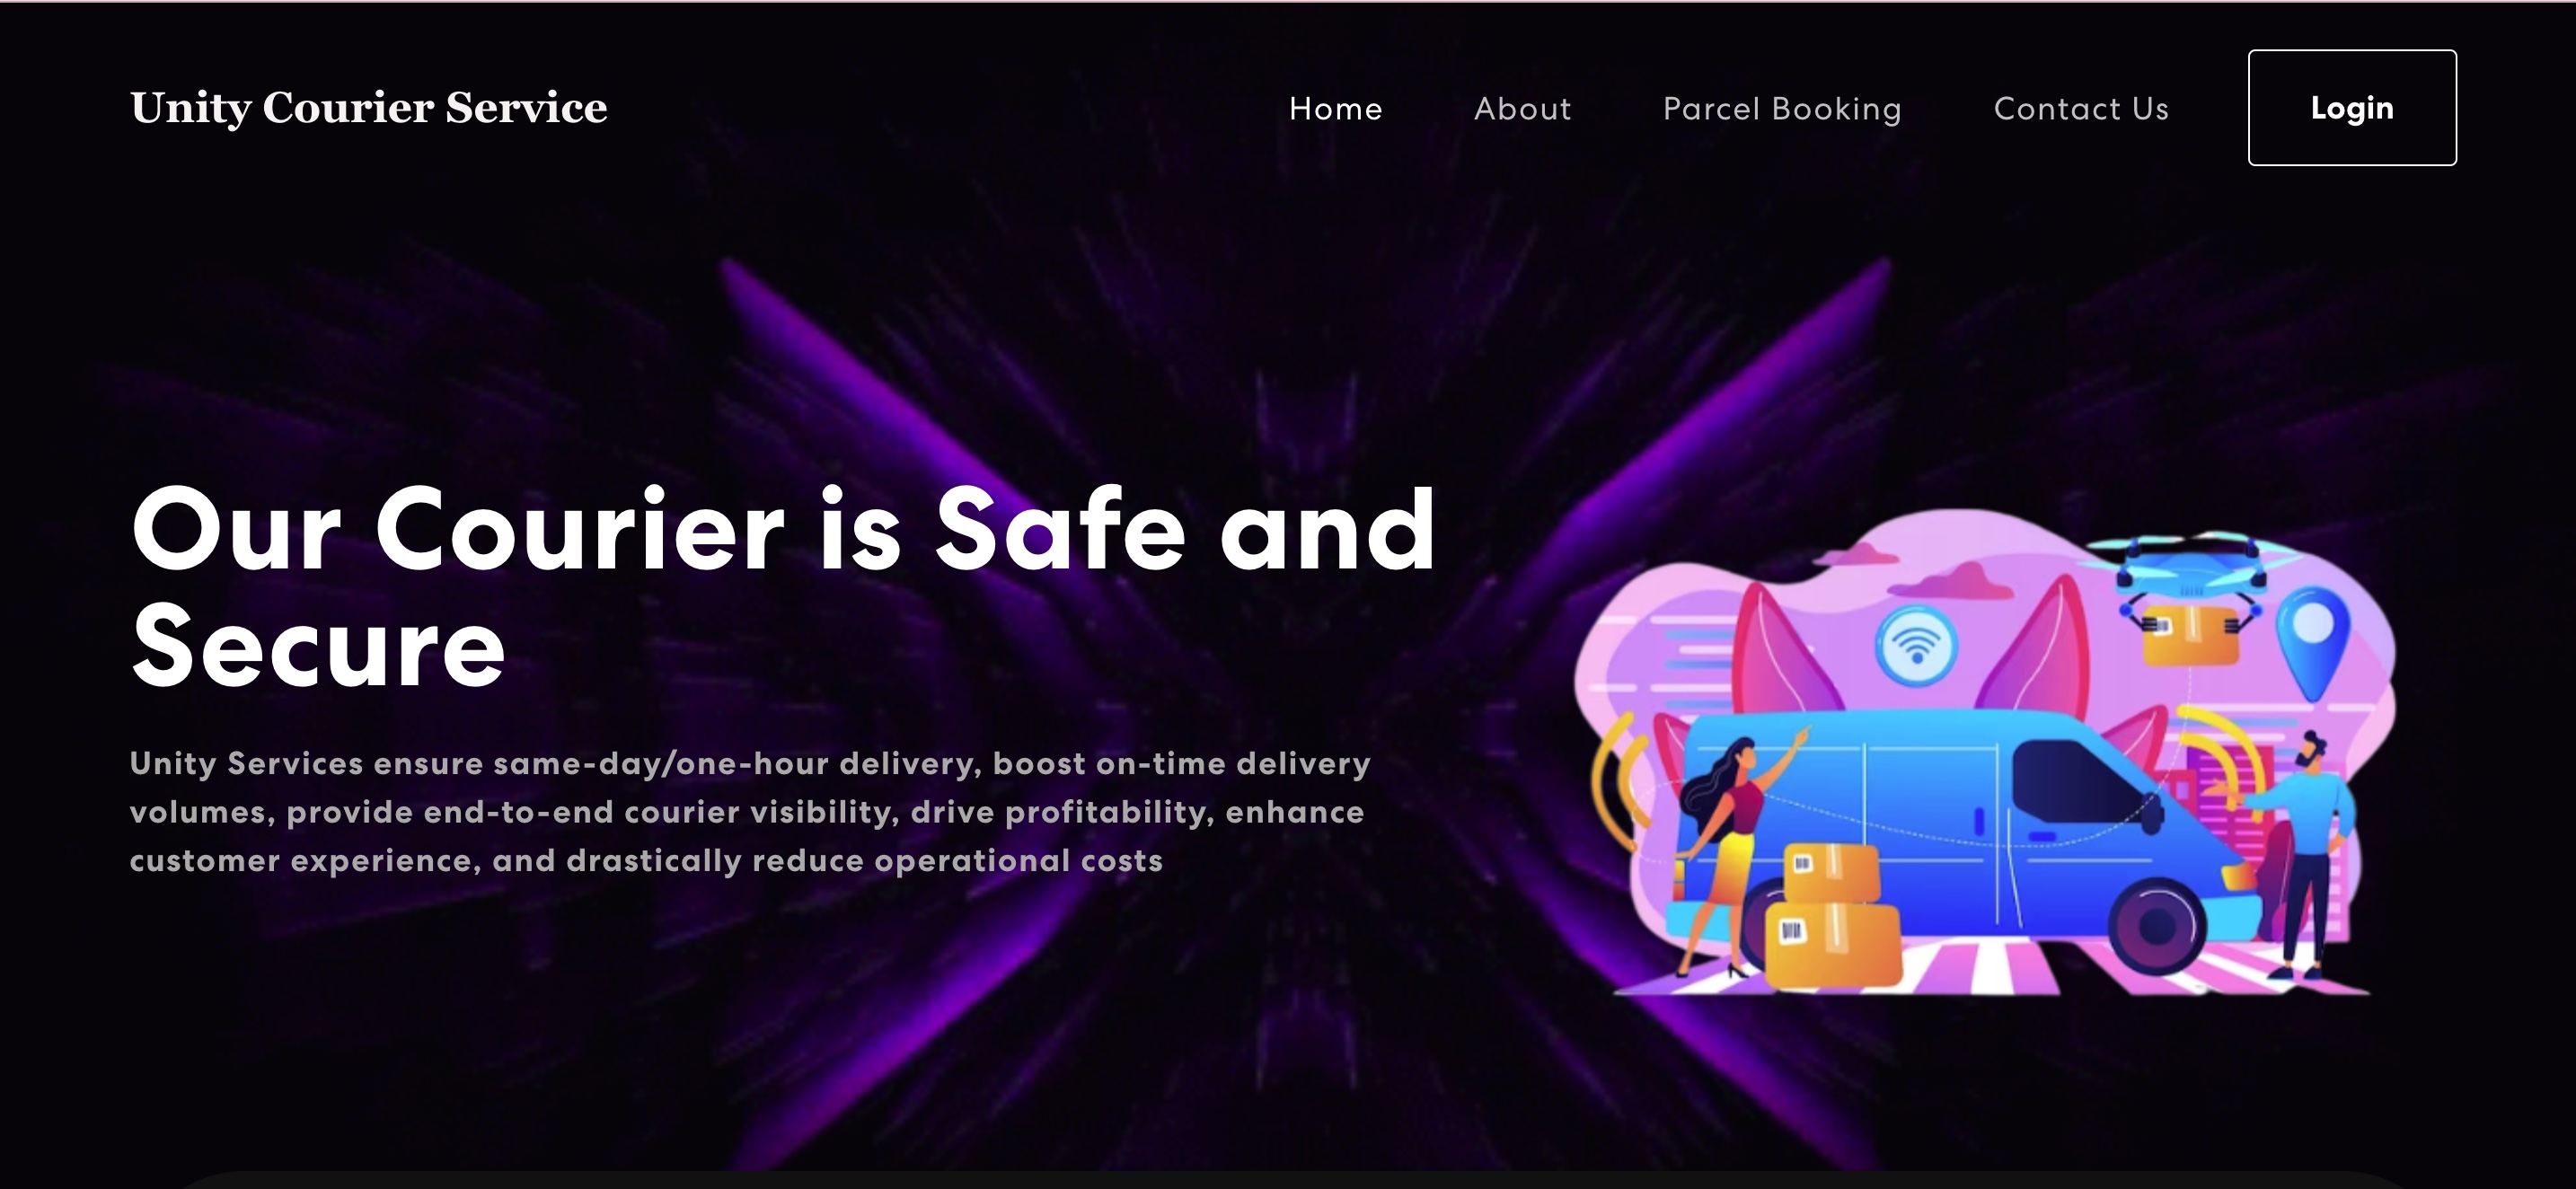 Unity Courier Service
Home
About
Parcel Booking
Contact Us
Login
Our Courier is Safe and
Secure
Unity Services ensure same-day/one-hour delivery, boost on-time delivery
volumes, provide end-to-end courier visibility, drive profitability, enhance
customer experience, and drastically reduce operational costs